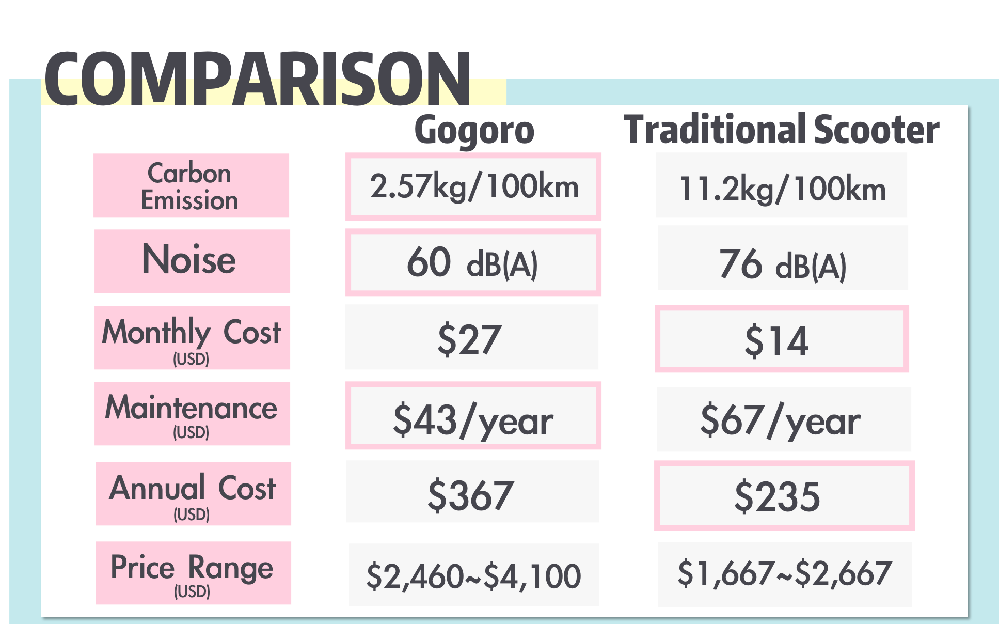 COMPARISON
Gogoro Traditional Scooter
Carbon
Emission
2.57kg/100km 11.2kg/100km
Noise 60 dB(A) 76 dB(A)
Monthly Cost
(USD)
$27 $14
Maintenance
(USD)
$43/year $67/year
Annual Cost
(USD)
$367 $235
Price Range
(USD)
$2,460~$4,100 $1,667~$2,667